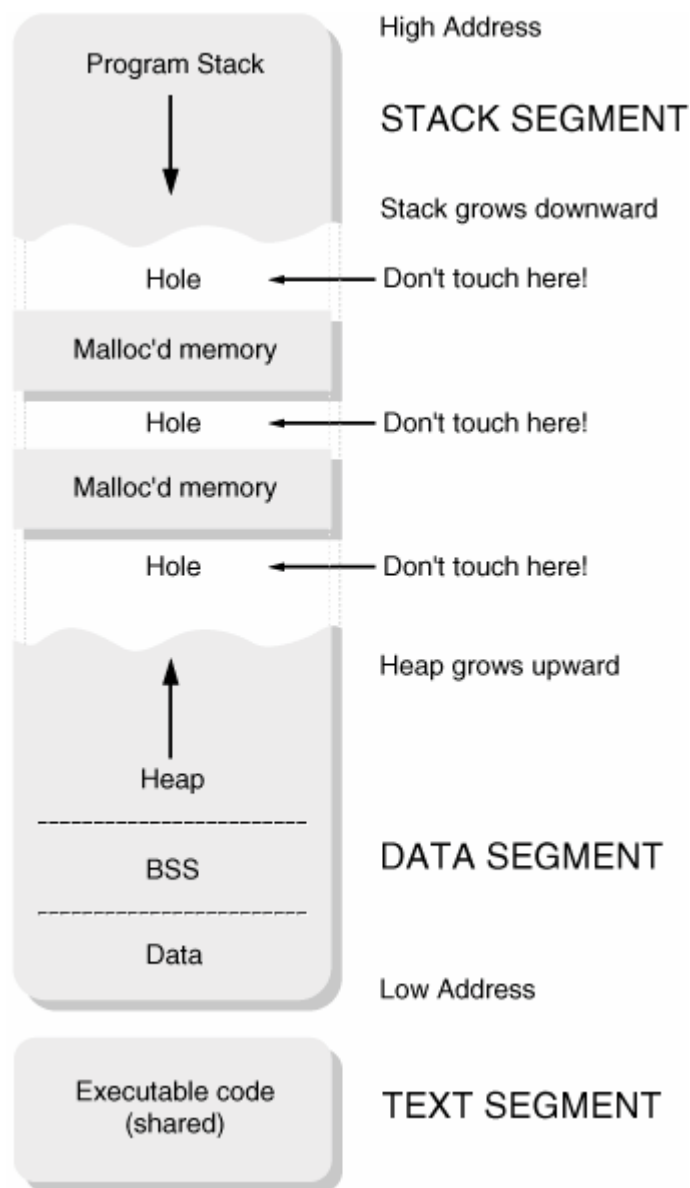 High Address
Program Stack
STACK SEGMENT
Stack grows downward
Hole
Don't touch here!
Malloc'd memory
Hole
Don't touch here!
Malloc'd memory
Hole
Don't touch here!
Heap grows upward
Heap
BSS
DATA SEGMENT
Data
Low Address
Executable code
(shared)
TEXT SEGMENT